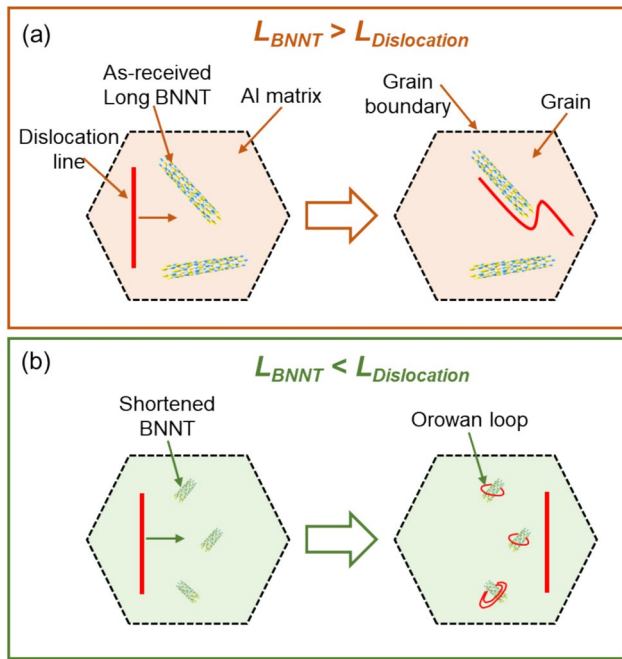 (a)
L_BNNT > L_Dislocation
As-received
Long BNNT
Al matrix
Dislocation
line
Grain
boundary
Grain
(b)
L_BNNT < L_Dislocation
Shortened
BNNT
Orowan loop